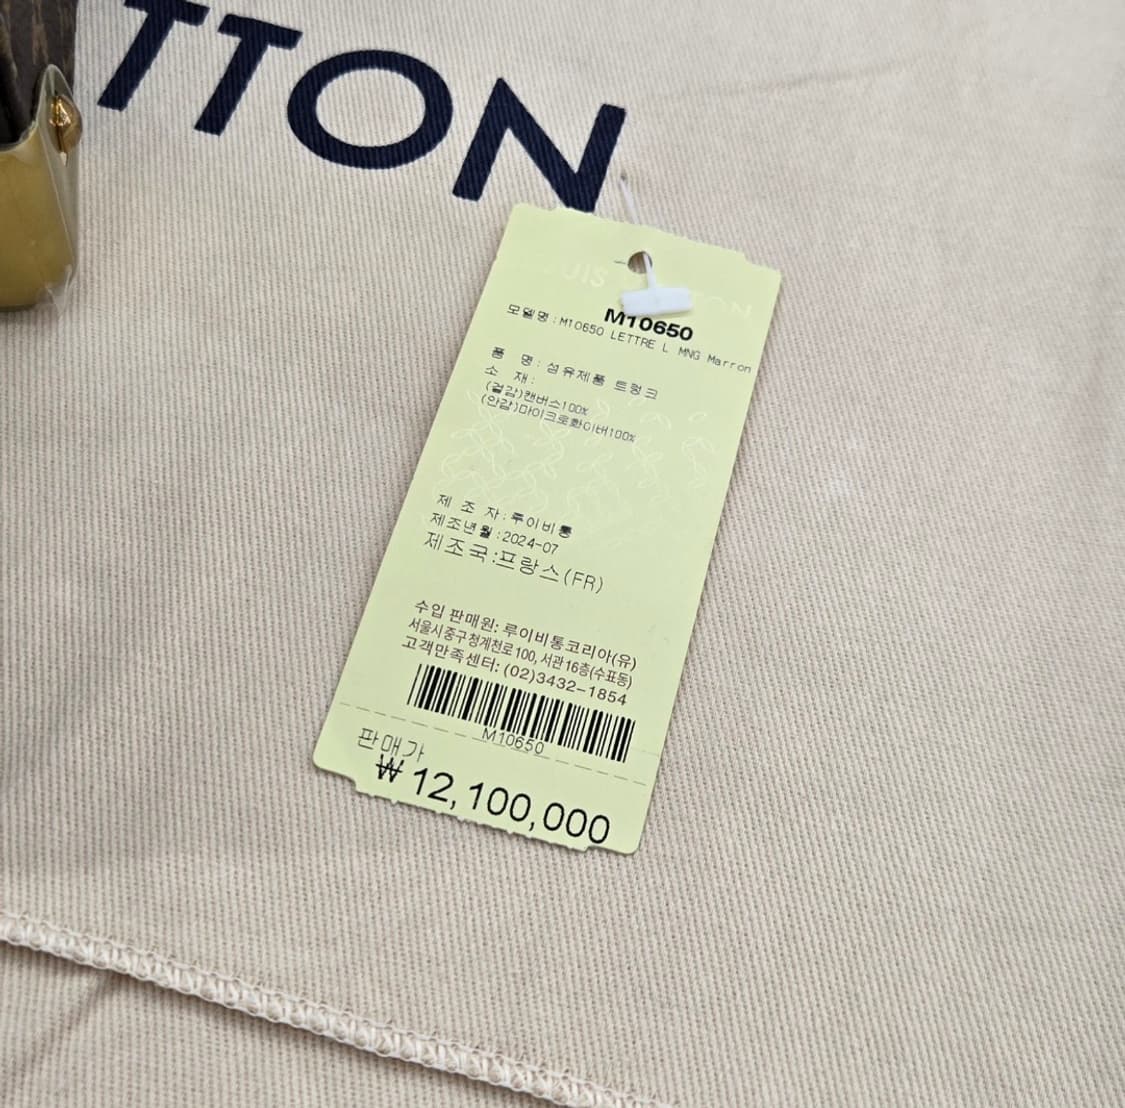 TTON
UIS
TON
M10650
모델명:M10650 LETTRE L MNG Marron
품 명: 섬유제품 트렁크
소 재:
(겉감)캔버스100%
(안감)마이크로화이버100%
제 조 자:루이비통
제조년월:2024-07
제조국:프랑스(FR)
수입 판매원: 루이비통코리아(유)
서울시중구청계천로100, 서관16층(수표동)
고객만족센터: (02)3432-1854
M10650
판매가
₩12,100,000